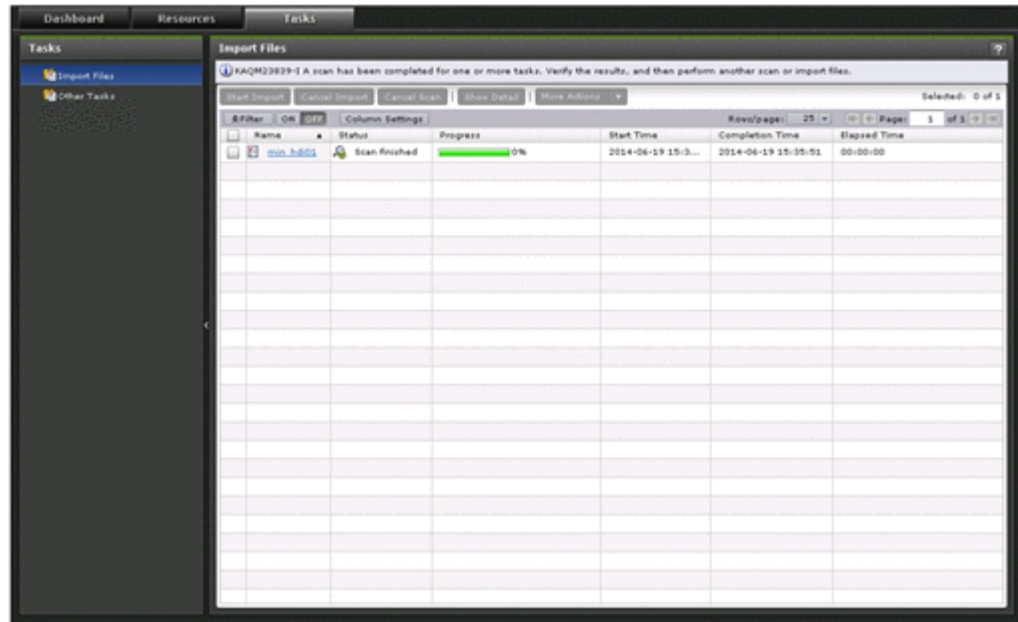 Dashboard Resources Tasks
Tasks
Import Files
Other Tasks
Import Files ?
KAQM23839-I A scan has been completed for one or more tasks. Verify the results, and then perform another scan or import files.
Start Import Cancel Import Cancel Scan Show Detail More Actions Selected: 0 of 1
Filter ON OFF Column Settings Rows/page: 25 Page: 1 of 1
Name Status Progress Start Time Completion Time Elapsed Time
min_hdi01 Scan finished 0% 2014-06-19 15:3... 2014-06-19 15:35:51 00:00:00